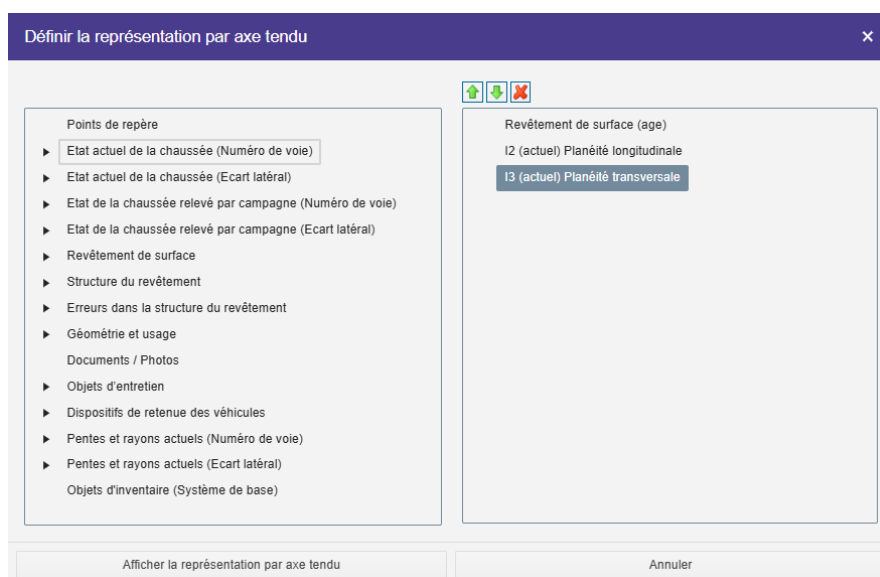 Définir la représentation par axe tendu
Points de repère
Etat actuel de la chaussée (Numéro de voie)
Etat actuel de la chaussée (Ecart latéral)
Etat de la chaussée relevé par campagne (Numéro de voie)
Etat de la chaussée relevé par campagne (Ecart latéral)
Revêtement de surface
Structure du revêtement
Erreurs dans la structure du revêtement
Géométrie et usage
Documents / Photos
Objets d'entretien
Dispositifs de retenue des véhicules
Pentes et rayons actuels (Numéro de voie)
Pentes et rayons actuels (Ecart latéral)
Objets d'inventaire (Système de base)
Revêtement de surface (age)
I2 (actuel) Planéité longitudinale
I3 (actuel) Planéité transversale
Afficher la représentation par axe tendu
Annuler